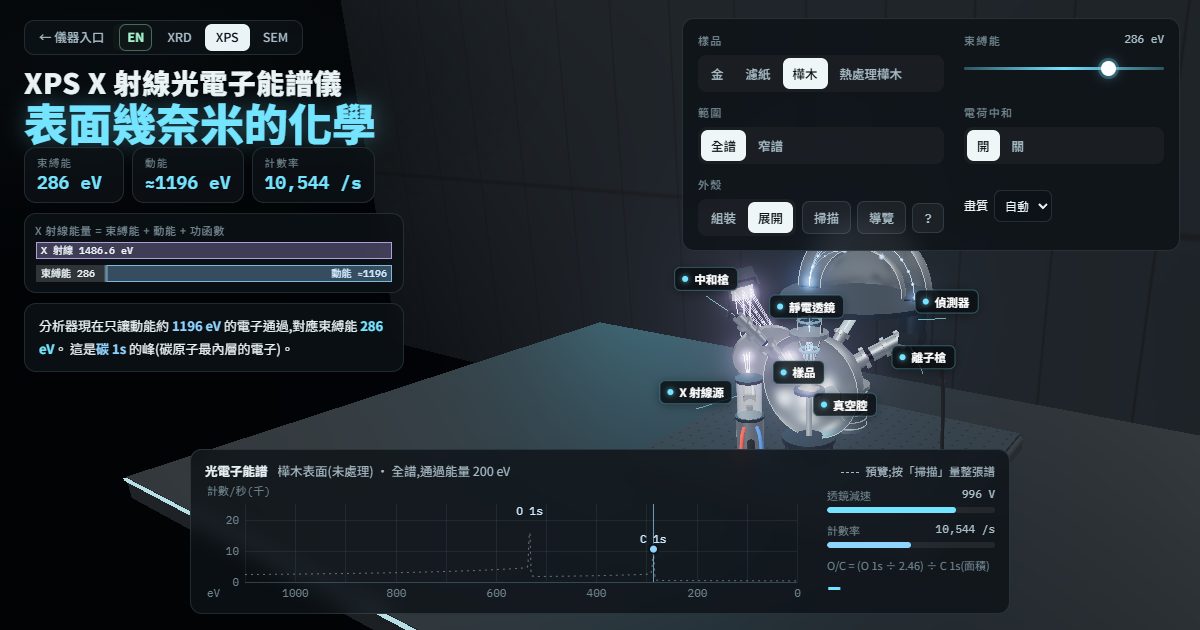 ← 儀器入口 EN XRD XPS SEM
XPS X 射線光電子能譜儀
表面幾奈米的化學
束縛能
286 eV
動能
≈1196 eV
計數率
10,544 /s
X 射線能量 = 束縛能 + 動能 + 功函數
X 射線 1486.6 eV
束縛能 286 動能 ≈1196
分析器現在只讓動能約 1196 eV 的電子通過,對應束縛能 286
eV。 這是碳 1s 的峰(碳原子最內層的電子)。
樣品
金 濾紙 樺木 熱處理樺木
束縛能 286 eV
範圍
全譜 窄譜
電荷中和
開 關
外殼
組裝 展開 掃描 導覽 ?
畫質 自動
中和槍
靜電透鏡
偵測器
離子槍
樣品
X 射線源
真空腔
光電子能譜 樺木表面(未處理) · 全譜,通過能量 200 eV
計數/秒(千)
20
10
0
O 1s
C 1s
eV 1000 800 600 400 200 0
---- 預覽;按「掃描」量整張譜
透鏡減速 996 V
計數率 10,544 /s
O/C = (O 1s ÷ 2.46) ÷ C 1s(面積)